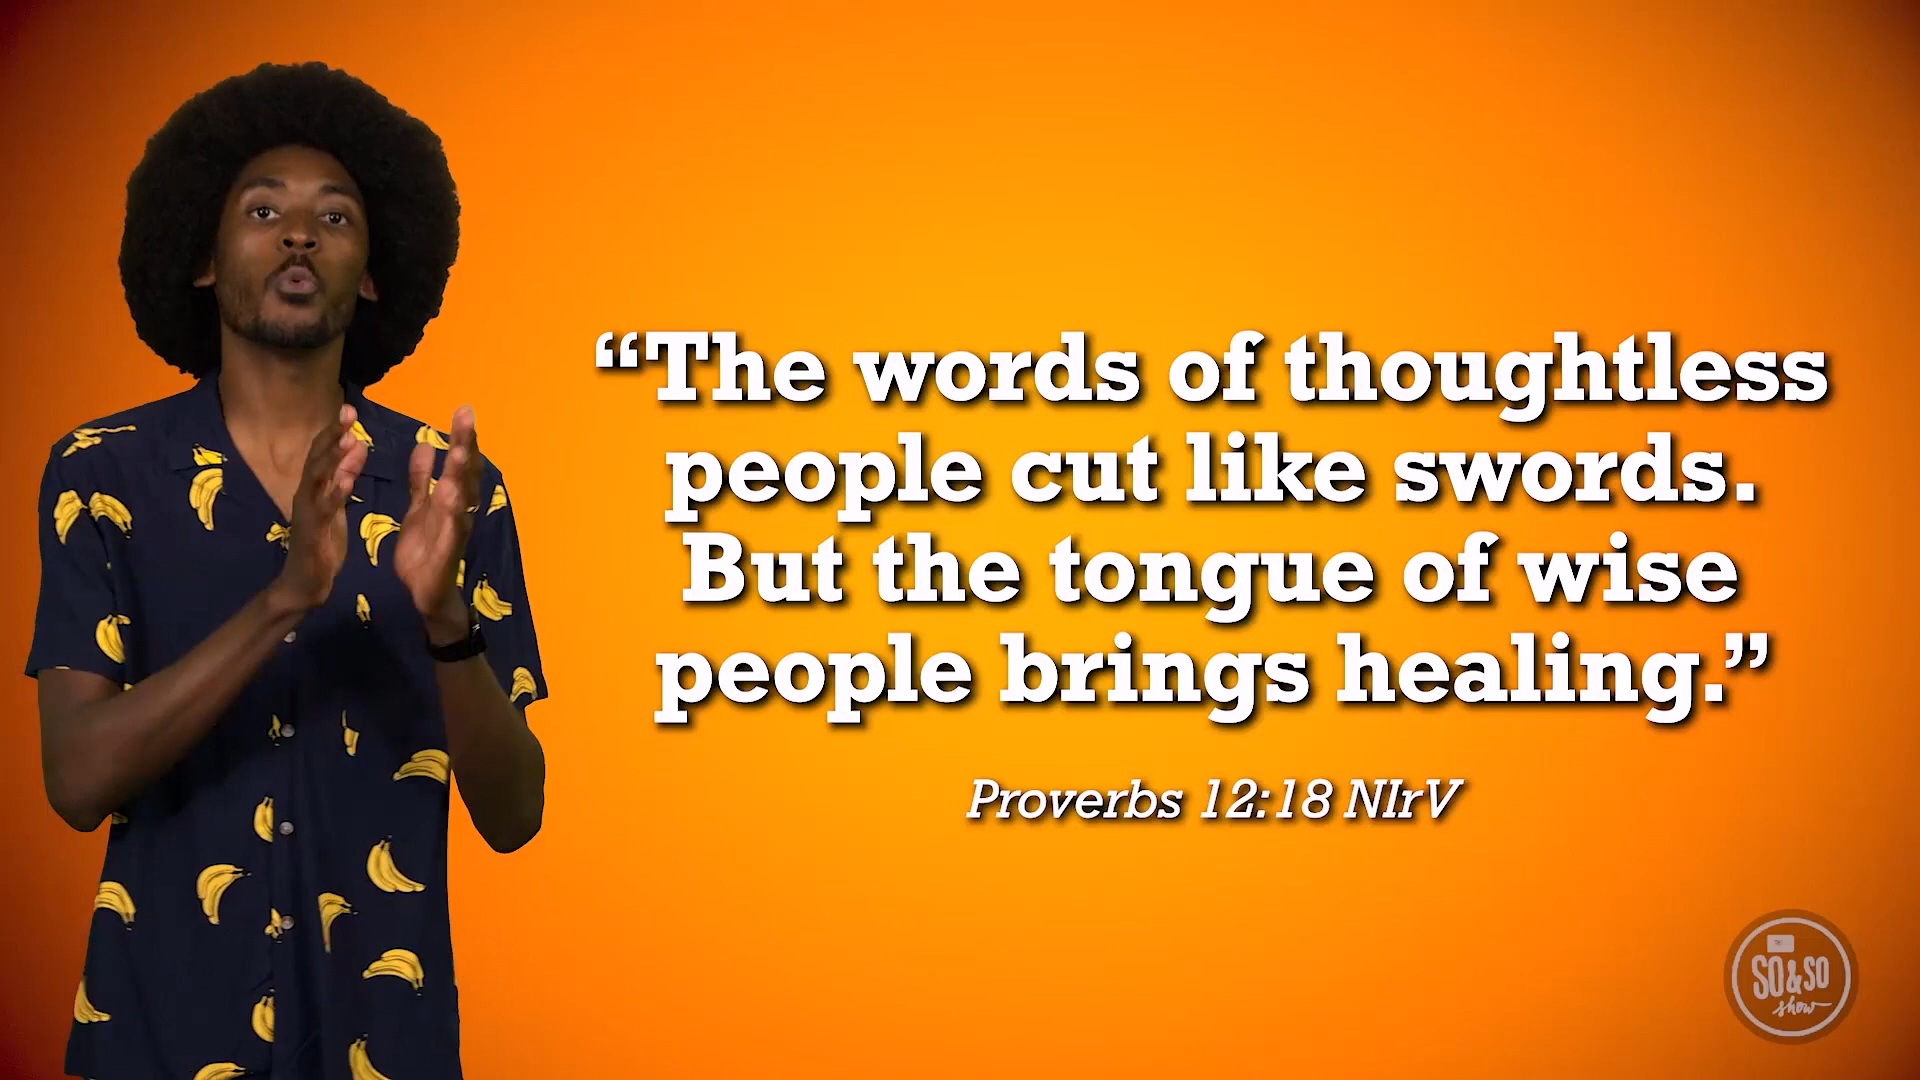 “The words of thoughtless
people cut like swords.
But the tongue of wise
people brings healing.”
Proverbs 12:18 NIrV
SO & SO
show